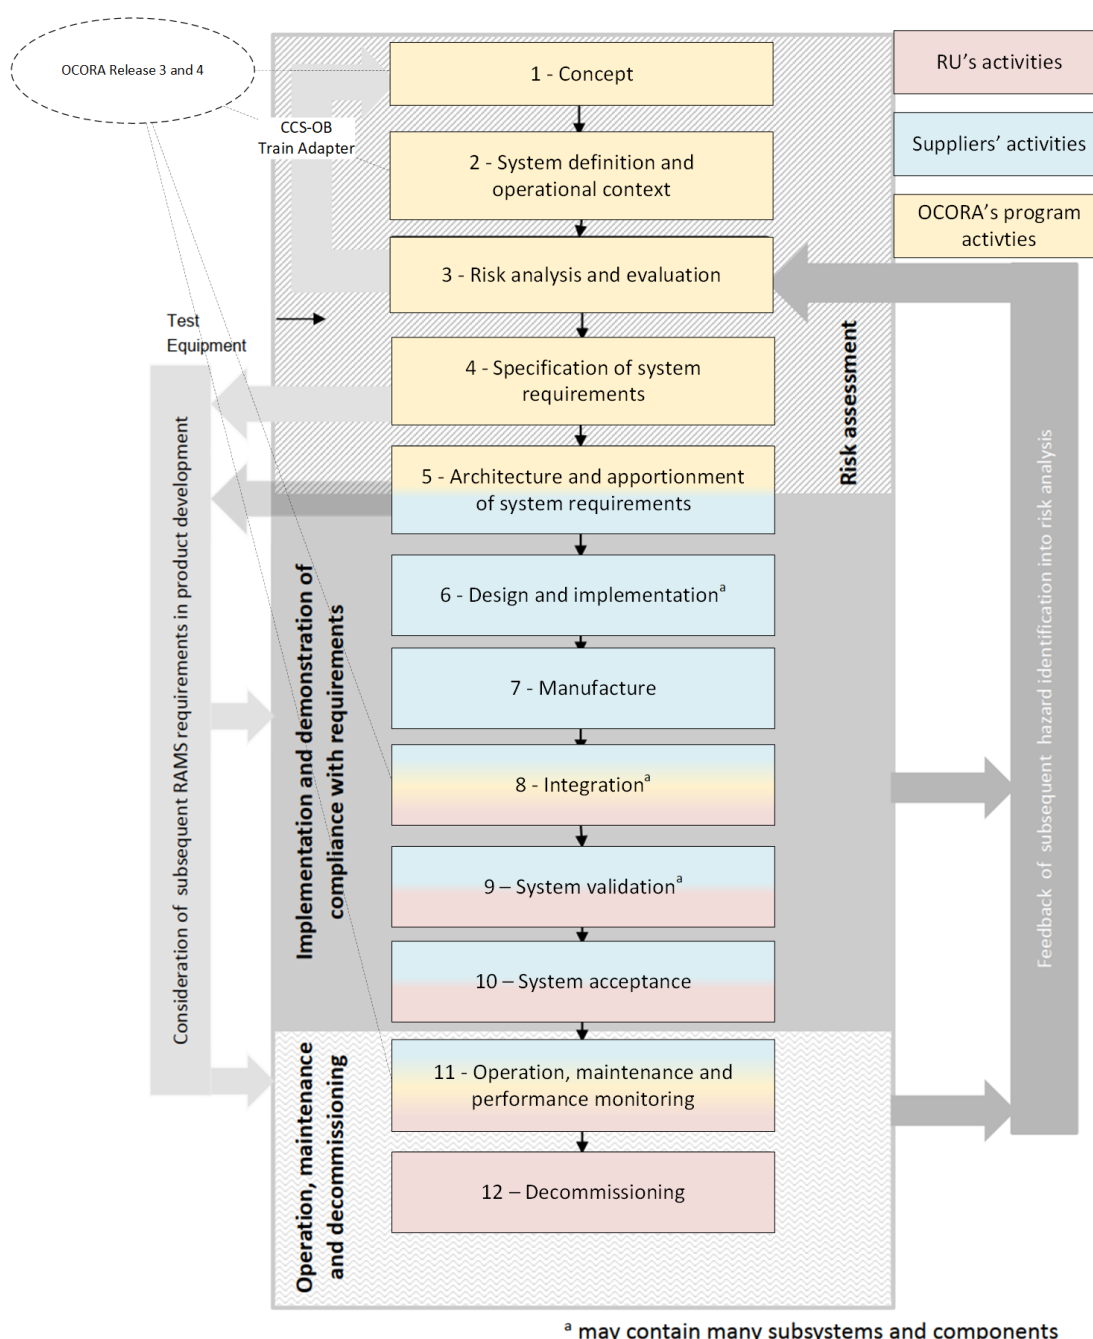 OCORA Release 3 and 4
1 - Concept
RU's activities
CCS-OB
Train Adapter
Suppliers' activities
2 - System definition and
operational context
OCORA's program
activties
3 - Risk analysis and evaluation
Test
Equipment
4 - Specification of system
requirements
Risk assessment
5 - Architecture and apportionment
of system requirements
Consideration of subsequent RAMS requirements in product development
Feedback of subsequent hazard identification into risk analysis
Implementation and demonstration of
compliance with requirements
6 - Design and implementationᵃ
7 - Manufacture
8 - Integrationᵃ
9 – System validationᵃ
10 – System acceptance
Operation, maintenance
and decommissioning
11 - Operation, maintenance and
performance monitoring
12 – Decommissioning
ᵃ may contain many subsystems and components